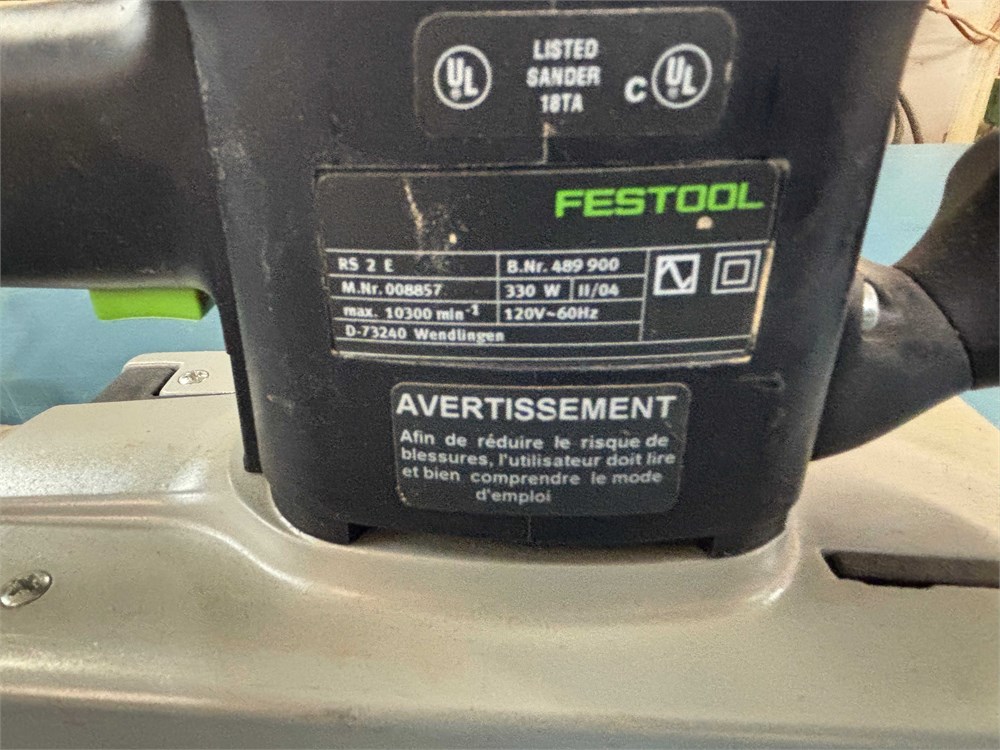 UL LISTED C UL
SANDER
18TA
FESTOOL
RS 2 E B.Nr. 489 900
M.Nr. 008857 330 W II/04
max. 10300 min-1 120V~60Hz
D-73240 Wendlingen
AVERTISSEMENT
Afin de réduire le risque de
blessures, l'utilisateur doit lire
et bien comprendre le mode
d'emploi